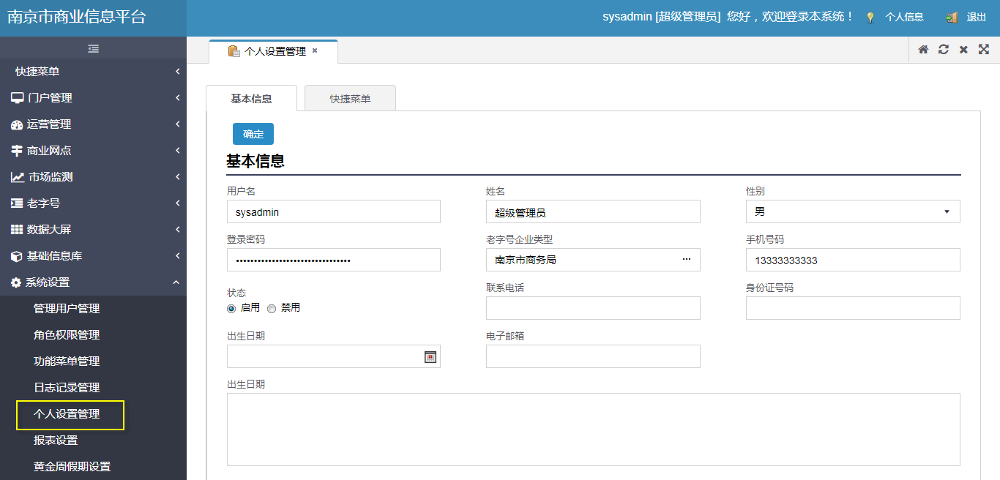 南京市商业信息平台
sysadmin [超级管理员] 您好，欢迎登录本系统！ 个人信息 退出
快捷菜单
门户管理
运营管理
商业网点
市场监测
老字号
数据大屏
基础信息库
系统设置
管理用户管理
角色权限管理
功能菜单管理
日志记录管理
个人设置管理
报表设置
黄金周假期设置
个人设置管理
基本信息 快捷菜单
确定
基本信息
用户名 姓名 性别
sysadmin 超级管理员 男
登录密码 老字号企业类型 手机号码
•••••••••••••••••••••••••••••••• 南京市商务局 ··· 13333333333
状态 联系电话 身份证号码
启用 禁用
出生日期 电子邮箱
出生日期